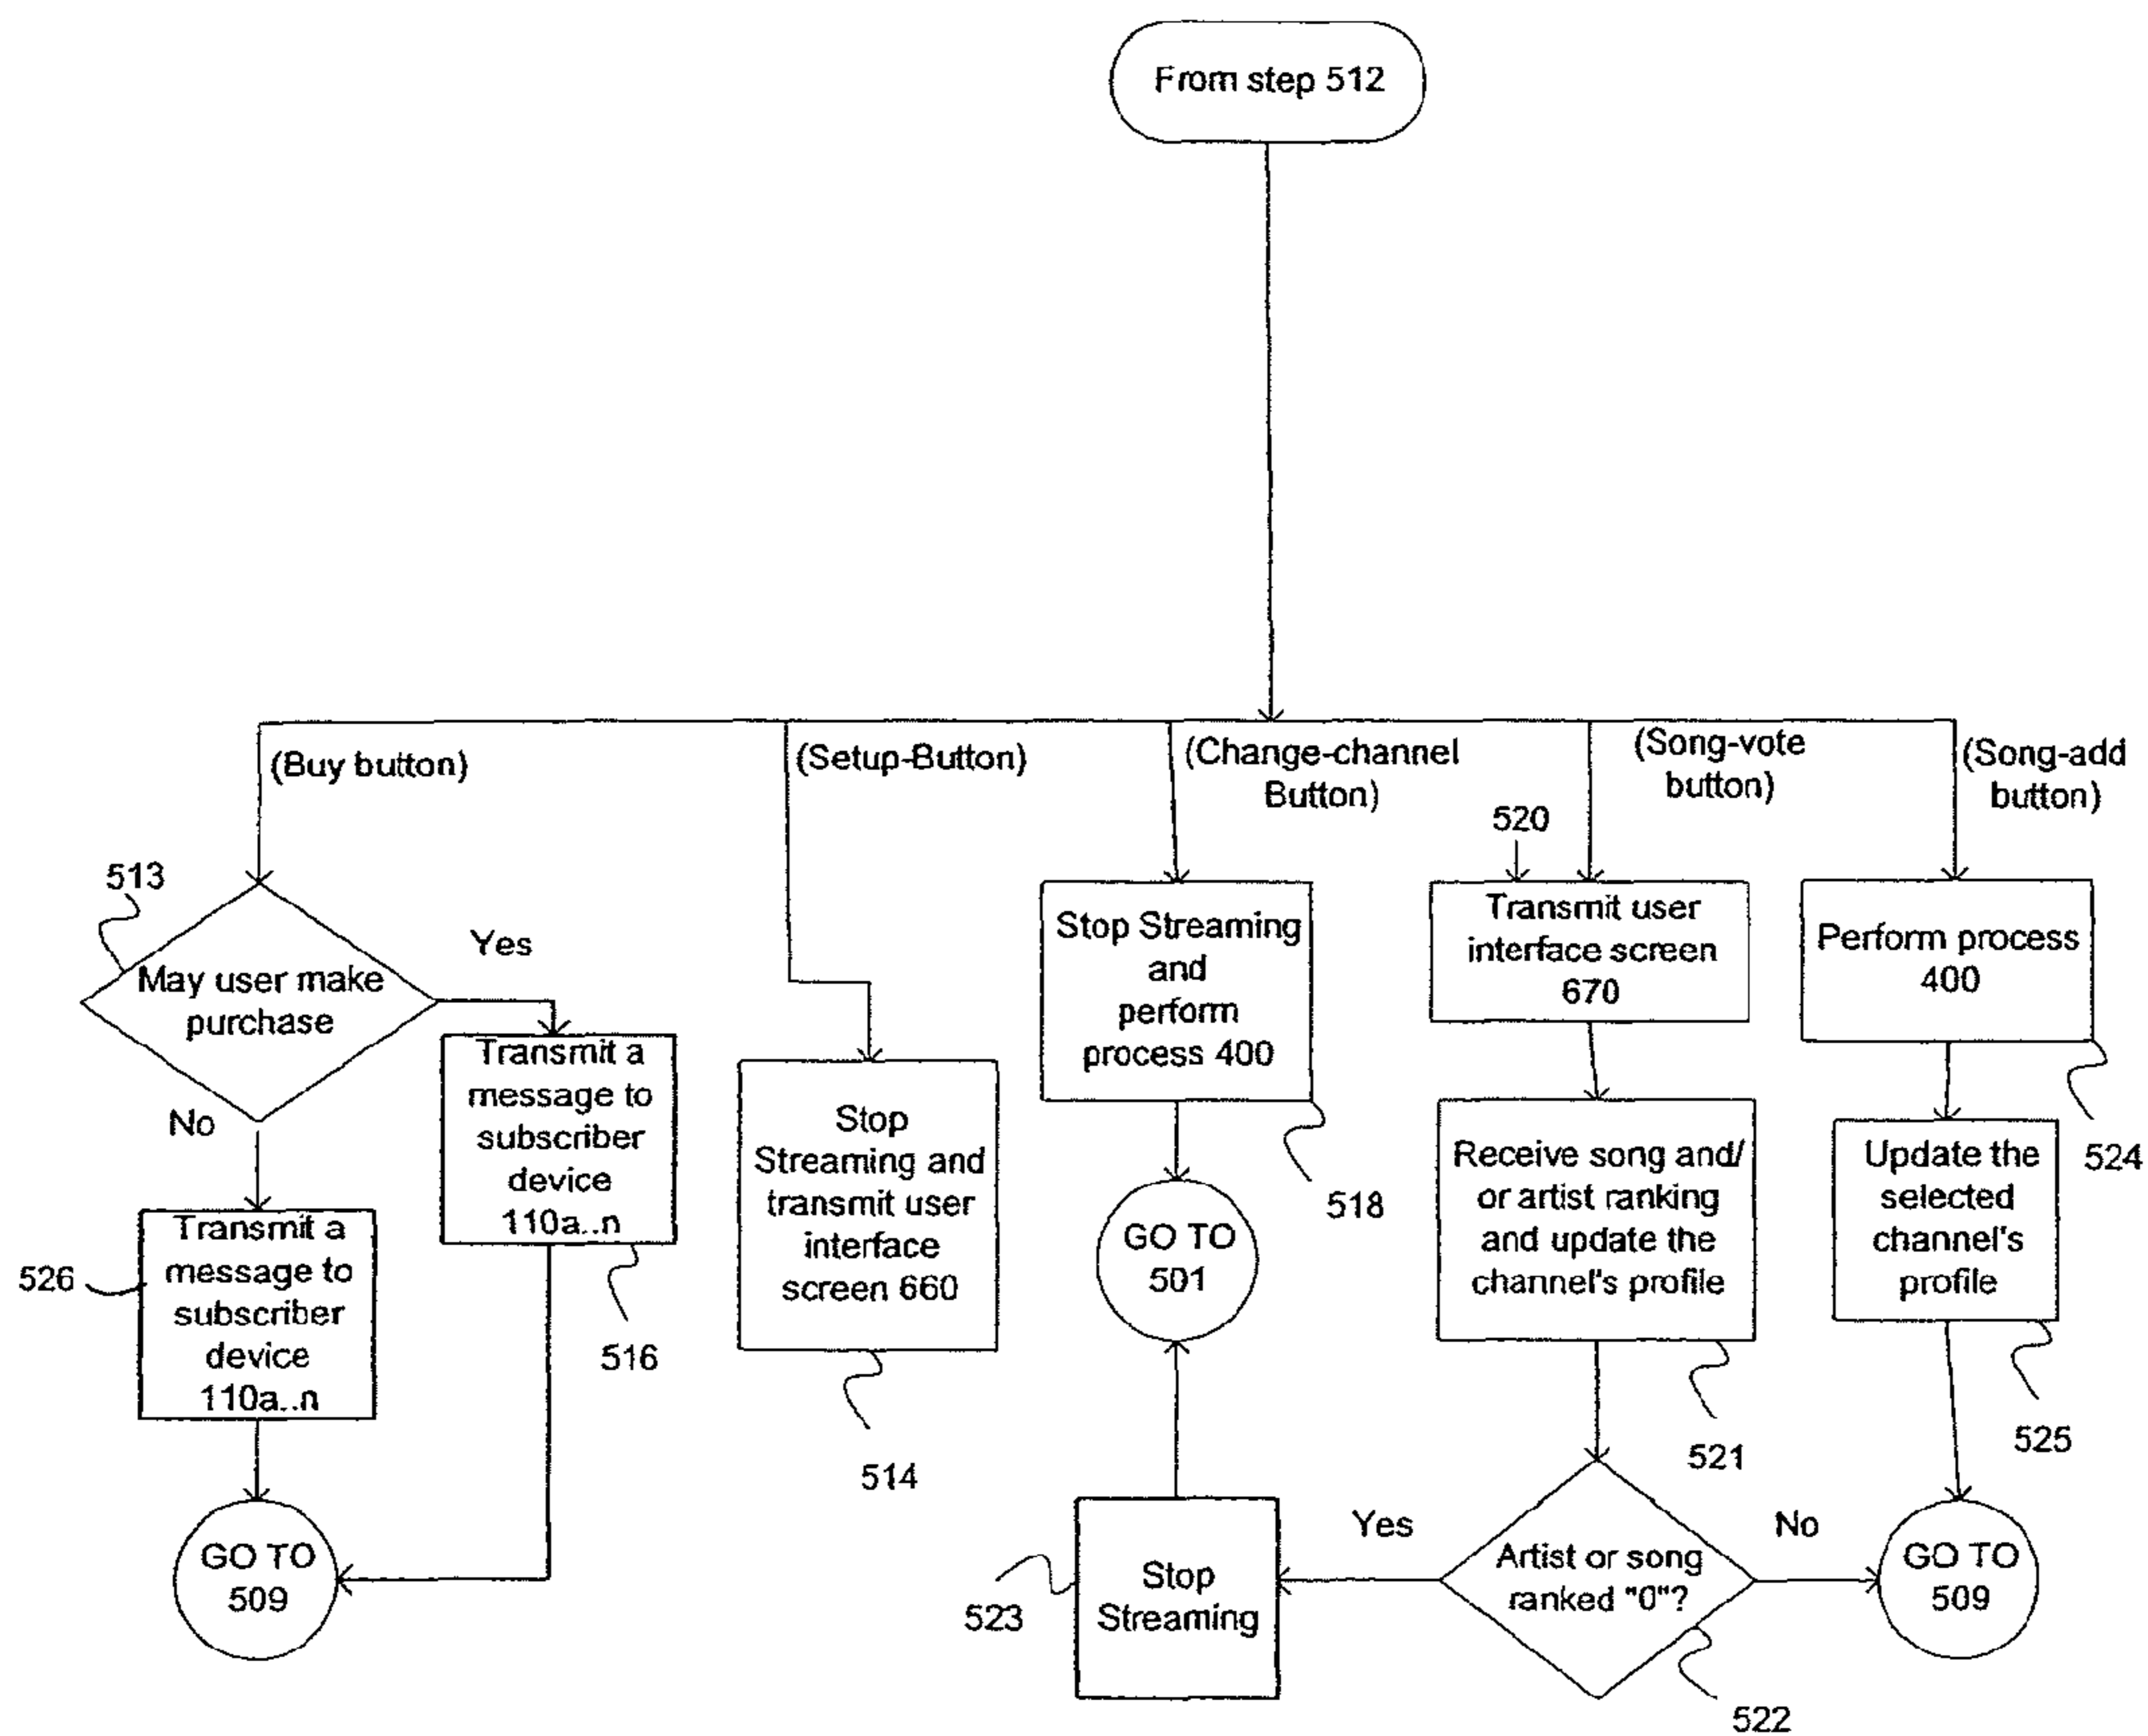 From step 512
(Buy button)
(Setup-Button)
(Change-channel
Button)
(Song-vote
button)
(Song-add
button)
513
May user make
purchase
Yes
No
Transmit a
message to
subscriber
device
110a..n
516
526
Transmit a
message to
subscriber
device
110a..n
GO TO
509
Stop
Streaming and
transmit user
interface
screen 660
514
Stop Streaming
and
perform
process 400
518
GO TO
501
520
Transmit user
interface screen
670
Receive song and/
or artist ranking
and update the
channel's profile
521
Artist or song
ranked "0"?
522
Yes
No
523
Stop
Streaming
Perform process
400
524
Update the
selected
channel's
profile
525
GO TO
509